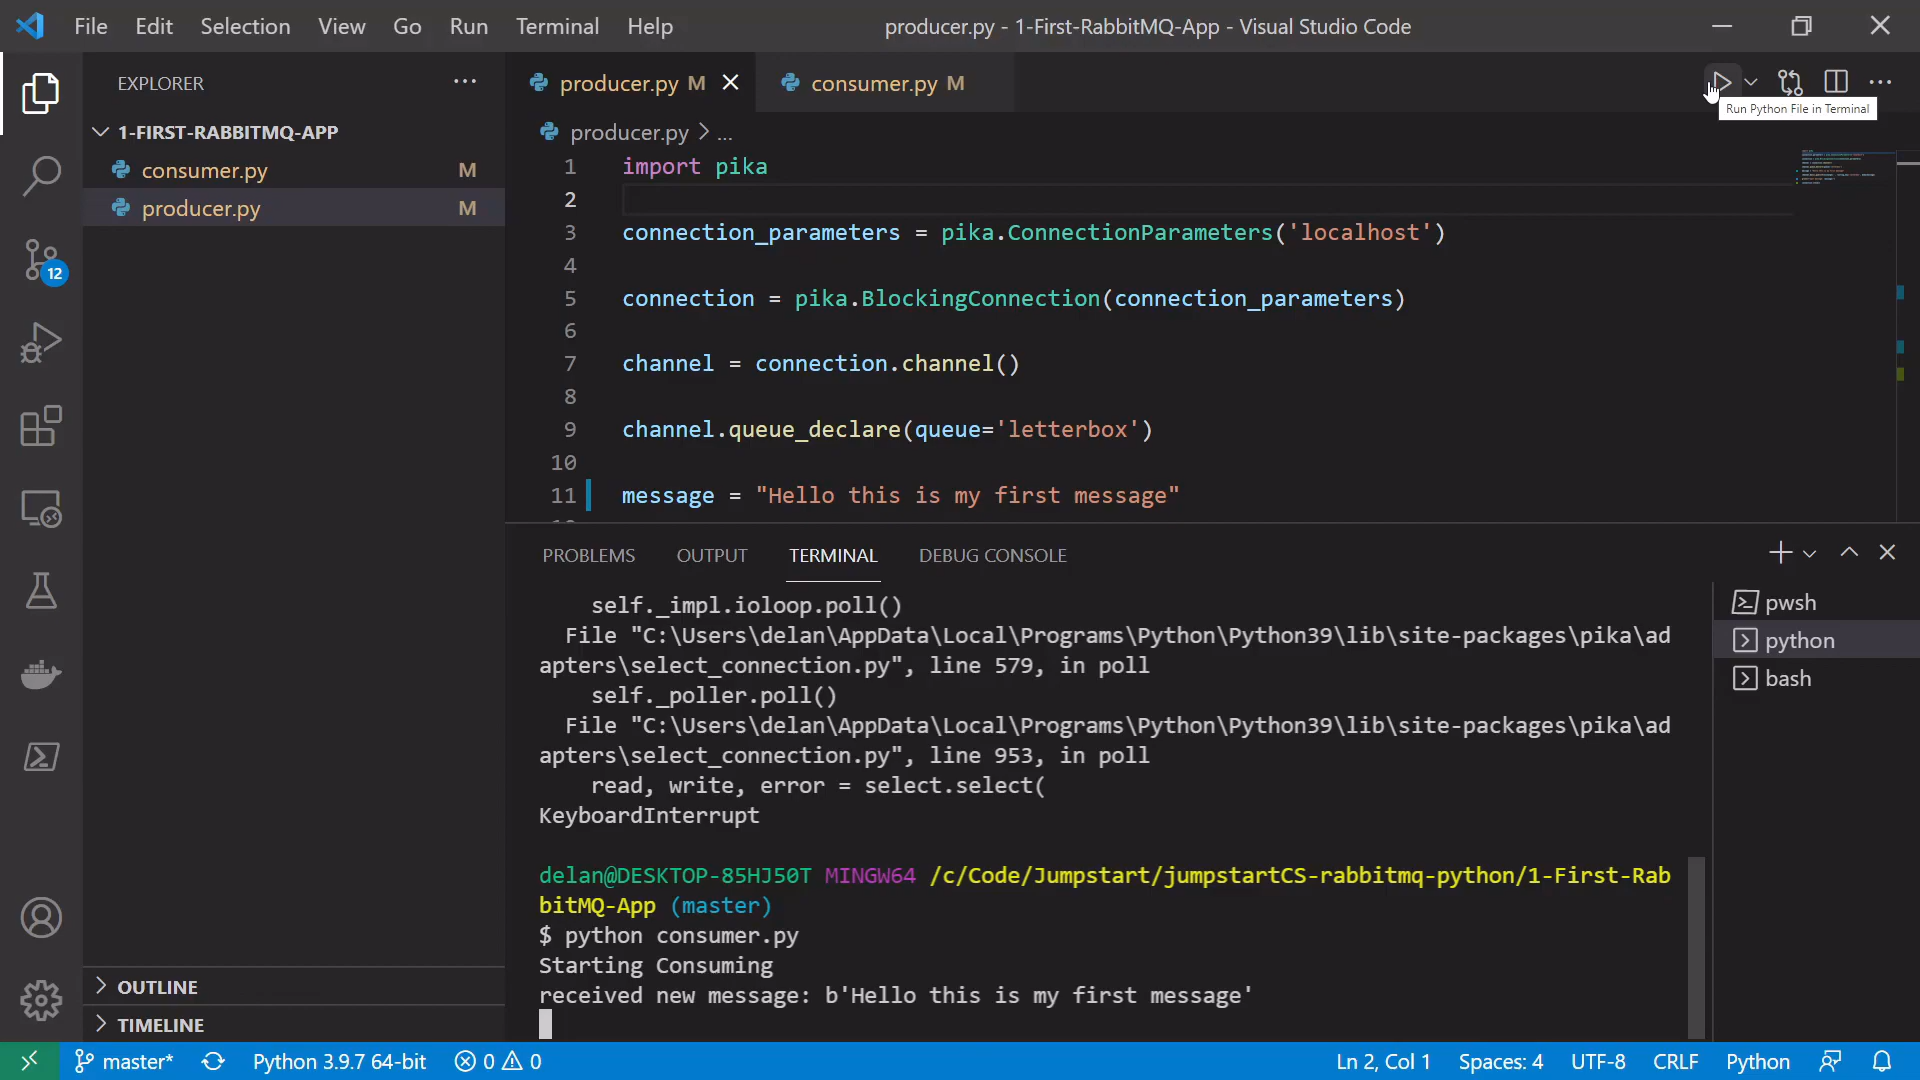 File Edit Selection View Go Run Terminal Help
producer.py - 1-First-RabbitMQ-App - Visual Studio Code
EXPLORER
1-FIRST-RABBITMQ-APP
consumer.py M
producer.py M
12
OUTLINE
TIMELINE
producer.py M
consumer.py M
Run Python File in Terminal
producer.py > ...
1 import pika
2
3 connection_parameters = pika.ConnectionParameters('localhost')
4
5 connection = pika.BlockingConnection(connection_parameters)
6
7 channel = connection.channel()
8
9 channel.queue_declare(queue='letterbox')
10
11 message = "Hello this is my first message"
PROBLEMS OUTPUT TERMINAL DEBUG CONSOLE
self._impl.ioloop.poll()
File "C:\Users\delan\AppData\Local\Programs\Python\Python39\lib\site-packages\pika\ad
apters\select_connection.py", line 579, in poll
self._poller.poll()
File "C:\Users\delan\AppData\Local\Programs\Python\Python39\lib\site-packages\pika\ad
apters\select_connection.py", line 953, in poll
read, write, error = select.select(
KeyboardInterrupt
delan@DESKTOP-85HJ50T MINGW64 /c/Code/Jumpstart/jumpstartCS-rabbitmq-python/1-First-Rab
bitMQ-App (master)
$ python consumer.py
Starting Consuming
received new message: b'Hello this is my first message'
pwsh
python
bash
master* Python 3.9.7 64-bit 0 0 Ln 2, Col 1 Spaces: 4 UTF-8 CRLF Python